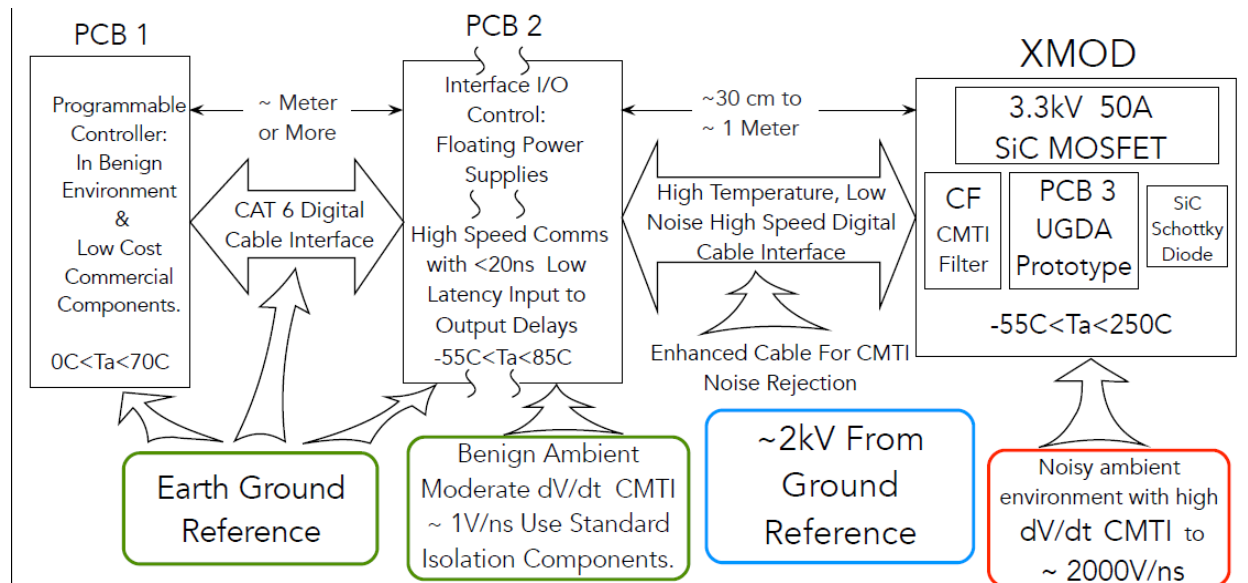 PCB 1
Programmable
Controller:
In Benign
Environment
&
Low Cost
Commercial
Components.
0C<Ta<70C
~ Meter
or More
CAT 6 Digital
Cable Interface
PCB 2
Interface I/O
Control:
Floating Power
Supplies
High Speed Comms
with <20ns Low
Latency Input to
Output Delays
-55C<Ta<85C
~30 cm to
~ 1 Meter
High Temperature, Low
Noise High Speed Digital
Cable Interface
Enhanced Cable For CMTI
Noise Rejection
XMOD
3.3kV 50A
SiC MOSFET
CF
CMTI
Filter
PCB 3
UGDA
Prototype
SiC
Schottky
Diode
-55C<Ta<250C
Earth Ground
Reference
Benign Ambient
Moderate dV/dt CMTI
~ 1V/ns Use Standard
Isolation Components.
~2kV From
Ground
Reference
Noisy ambient
environment with high
dV/dt CMTI to
~ 2000V/ns